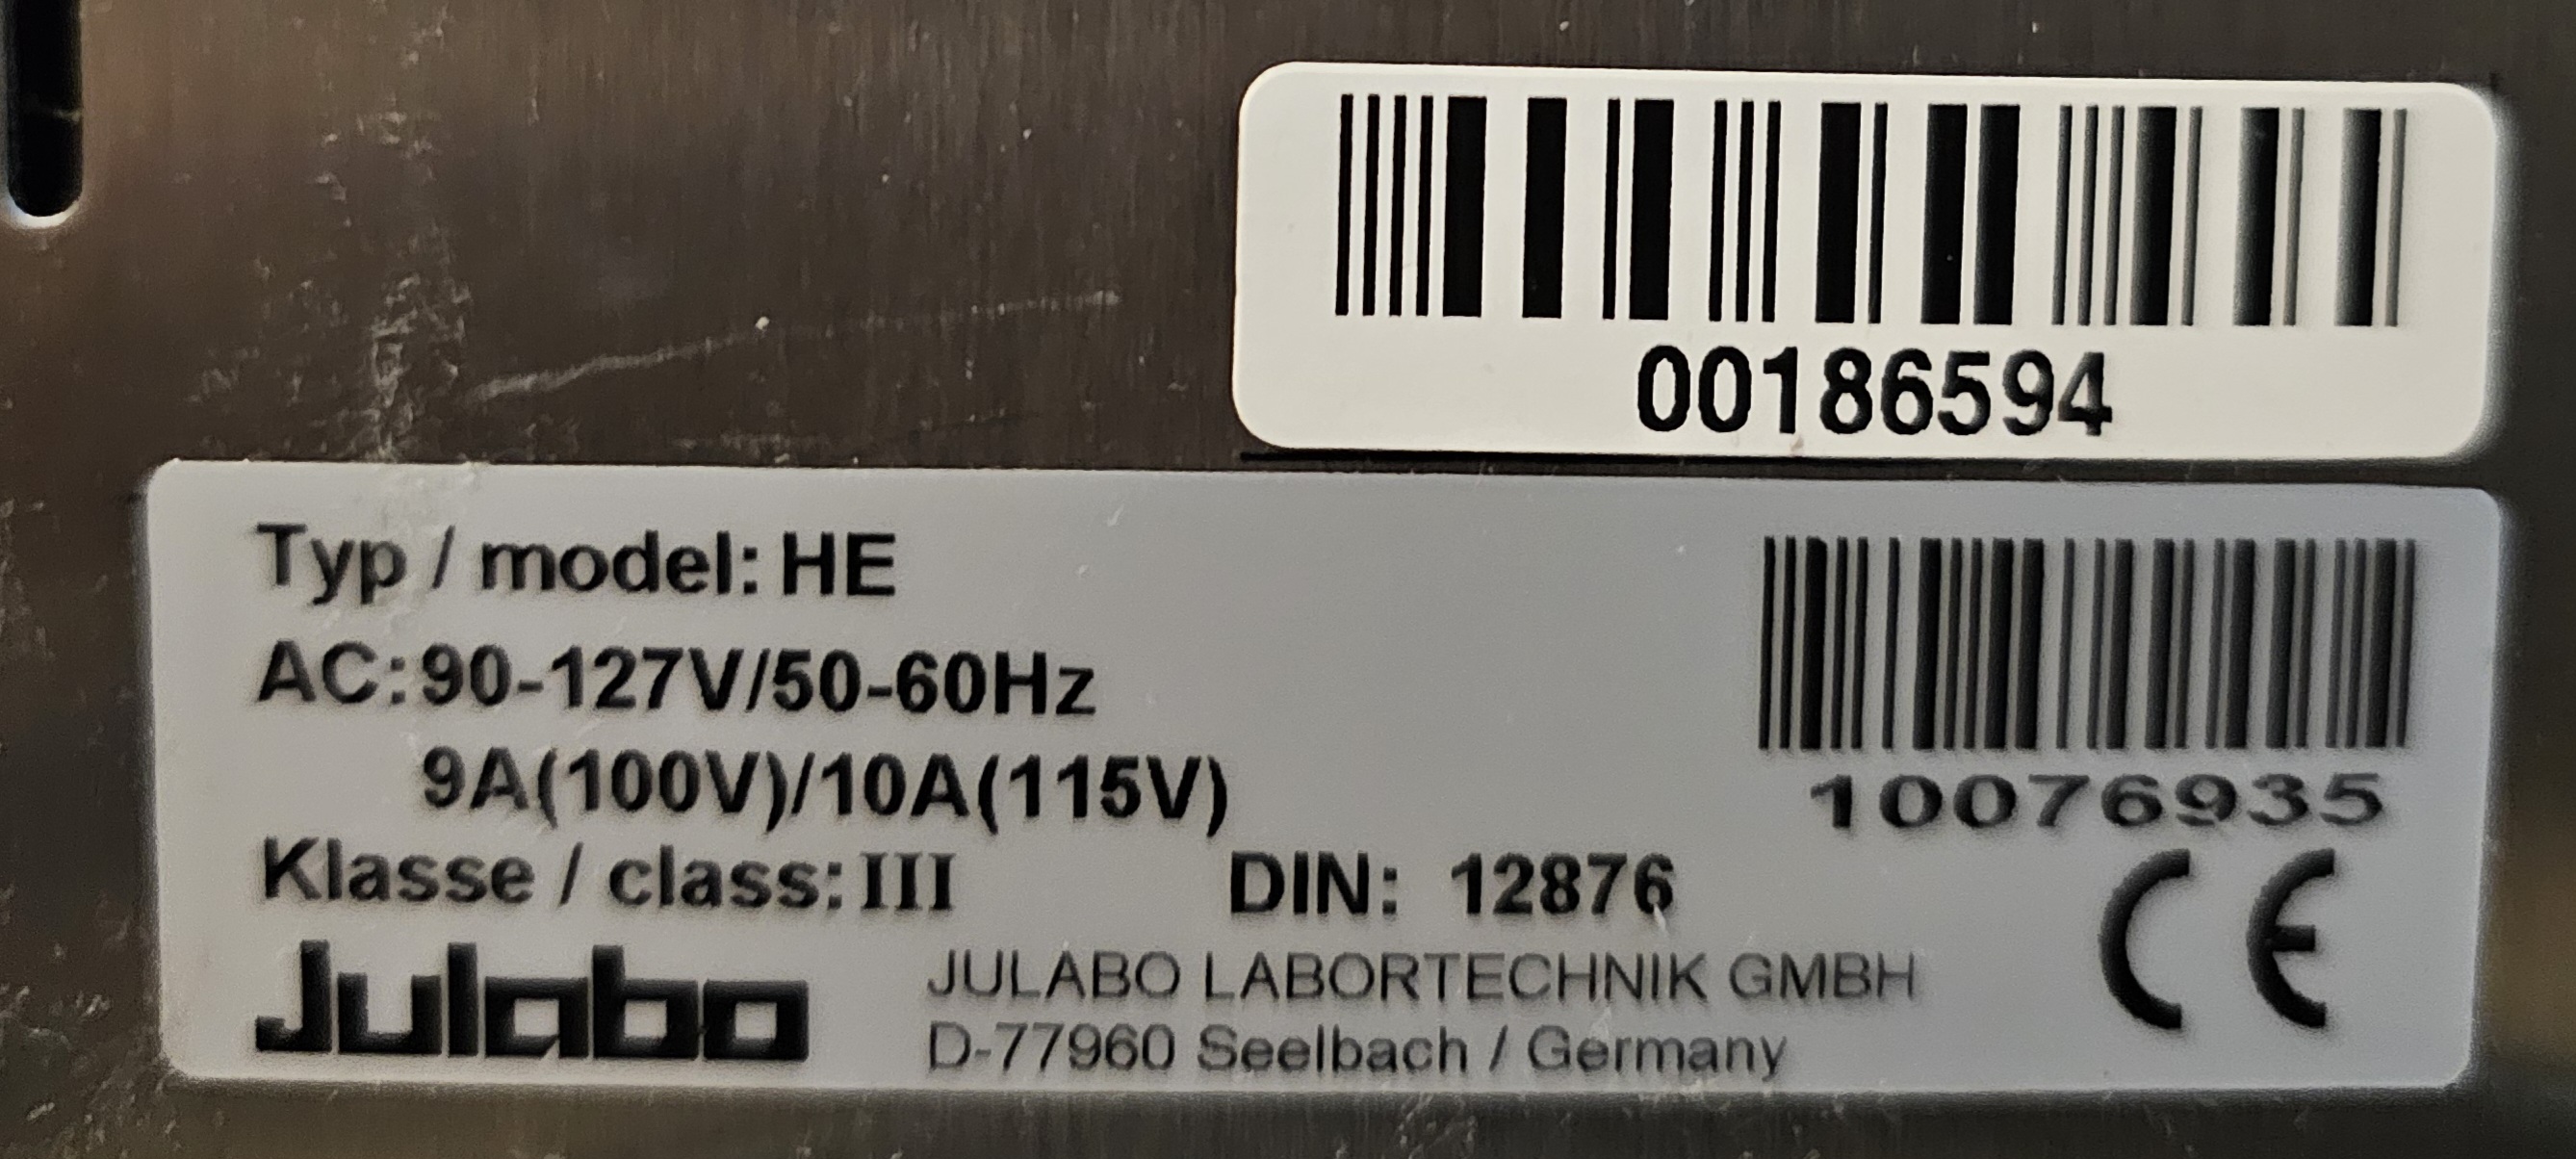 00186594
Typ / model: HE
AC: 90-127V/50-60Hz
9A(100V)/10A(115V)
10076935
Klasse / class: III DIN: 12876
CE
Julabo
JULABO LABORTECHNIK GMBH
D-77960 Seelbach / Germany